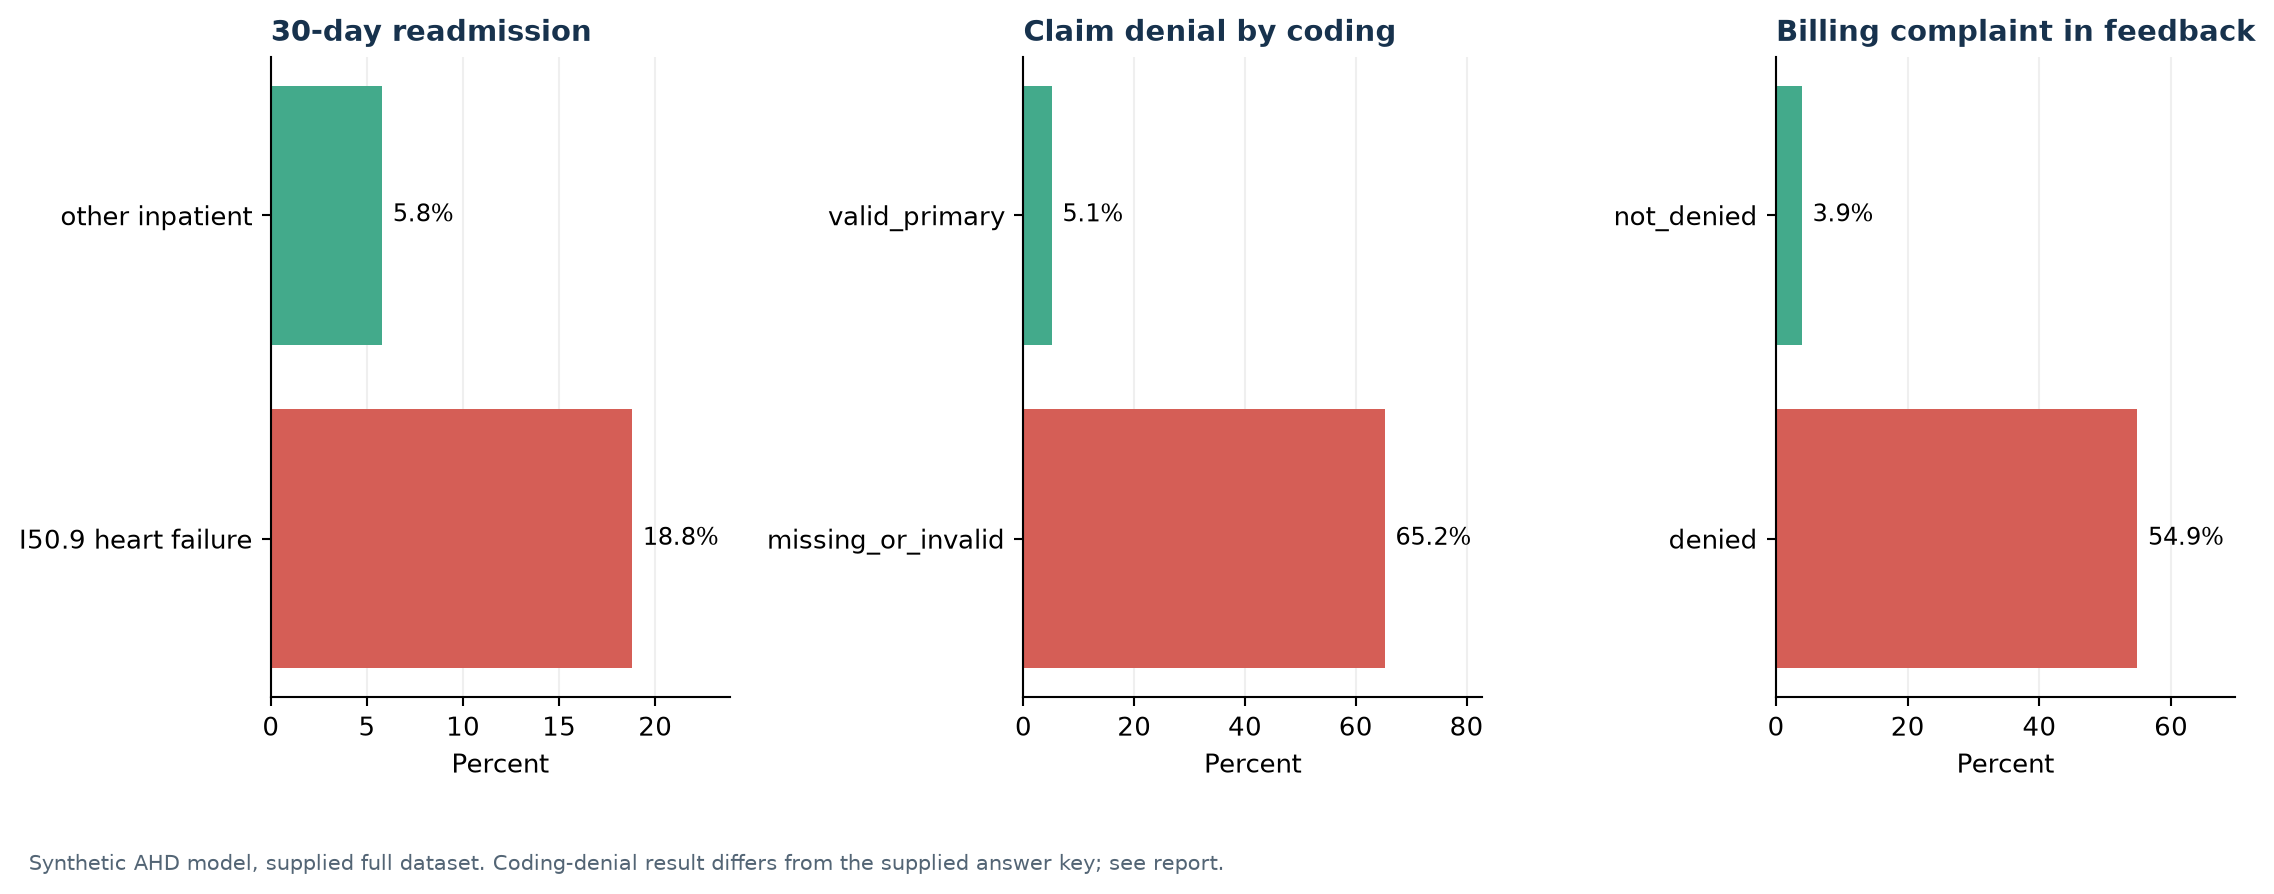 30-day readmission
other inpatient
5.8%
I50.9 heart failure
18.8%
0 5 10 15 20
Percent
Claim denial by coding
valid_primary
5.1%
missing_or_invalid
65.2%
0 20 40 60 80
Percent
Billing complaint in feedback
not_denied
3.9%
denied
54.9%
0 20 40 60
Percent
Synthetic AHD model, supplied full dataset. Coding-denial result differs from the supplied answer key; see report.